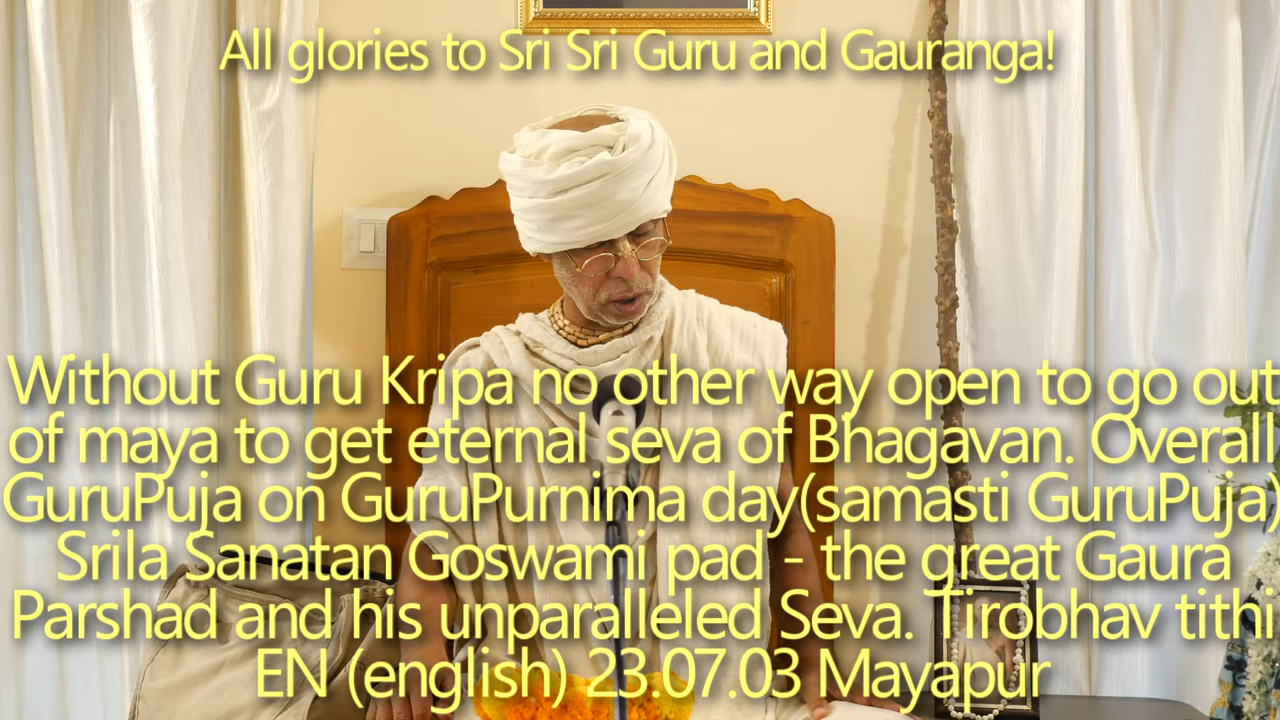 All glories to Sri Sri Guru and Gauranga!
Without Guru Kripa no other way open to go out
of maya to get eternal seva of Bhagavan. Overall
GuruPuja on GuruPurnima day(samasti GuruPuja)
Srila Sanatan Goswami pad - the great Gaura
Parshad and his unparalleled Seva. Tirobhav tithi
EN (english) 23.07.03 Mayapur